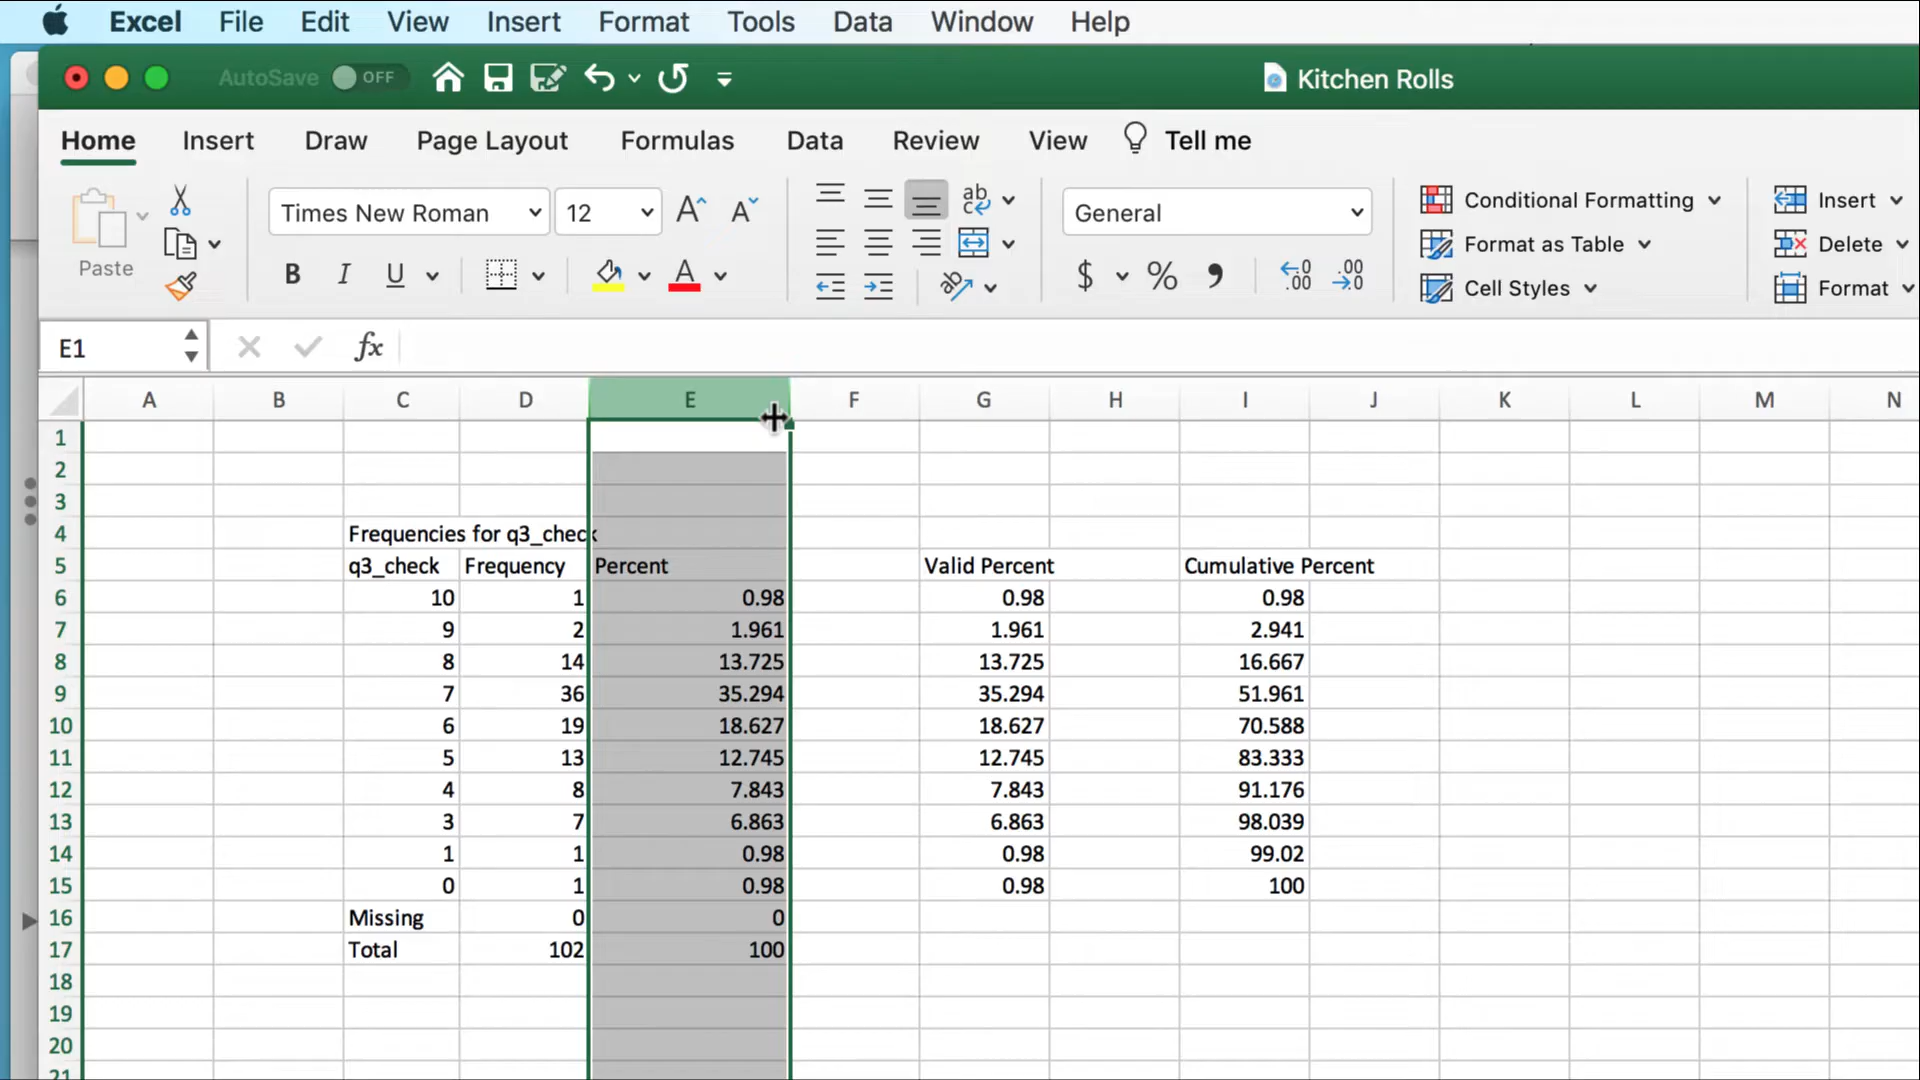 Excel File Edit View Insert Format Tools Data Window Help
AutoSave OFF Kitchen Rolls
Home Insert Draw Page Layout Formulas Data Review View Tell me
Paste Times New Roman 12 A^ A˅ ab c General Conditional Formatting Insert
Format as Table Delete
B I U A ab $ % , .00 .0 .00 .0 Cell Styles Format
E1 fx
A B C D E F G H I J K L M N
1
2
3
4 Frequencies for q3_check
5 q3_check Frequency Percent Valid Percent Cumulative Percent
6 10 1 0.98 0.98 0.98
7 9 2 1.961 1.961 2.941
8 8 14 13.725 13.725 16.667
9 7 36 35.294 35.294 51.961
10 6 19 18.627 18.627 70.588
11 5 13 12.745 12.745 83.333
12 4 8 7.843 7.843 91.176
13 3 7 6.863 6.863 98.039
14 1 1 0.98 0.98 99.02
15 0 1 0.98 0.98 100
16 Missing 0 0
17 Total 102 100
18
19
20
21